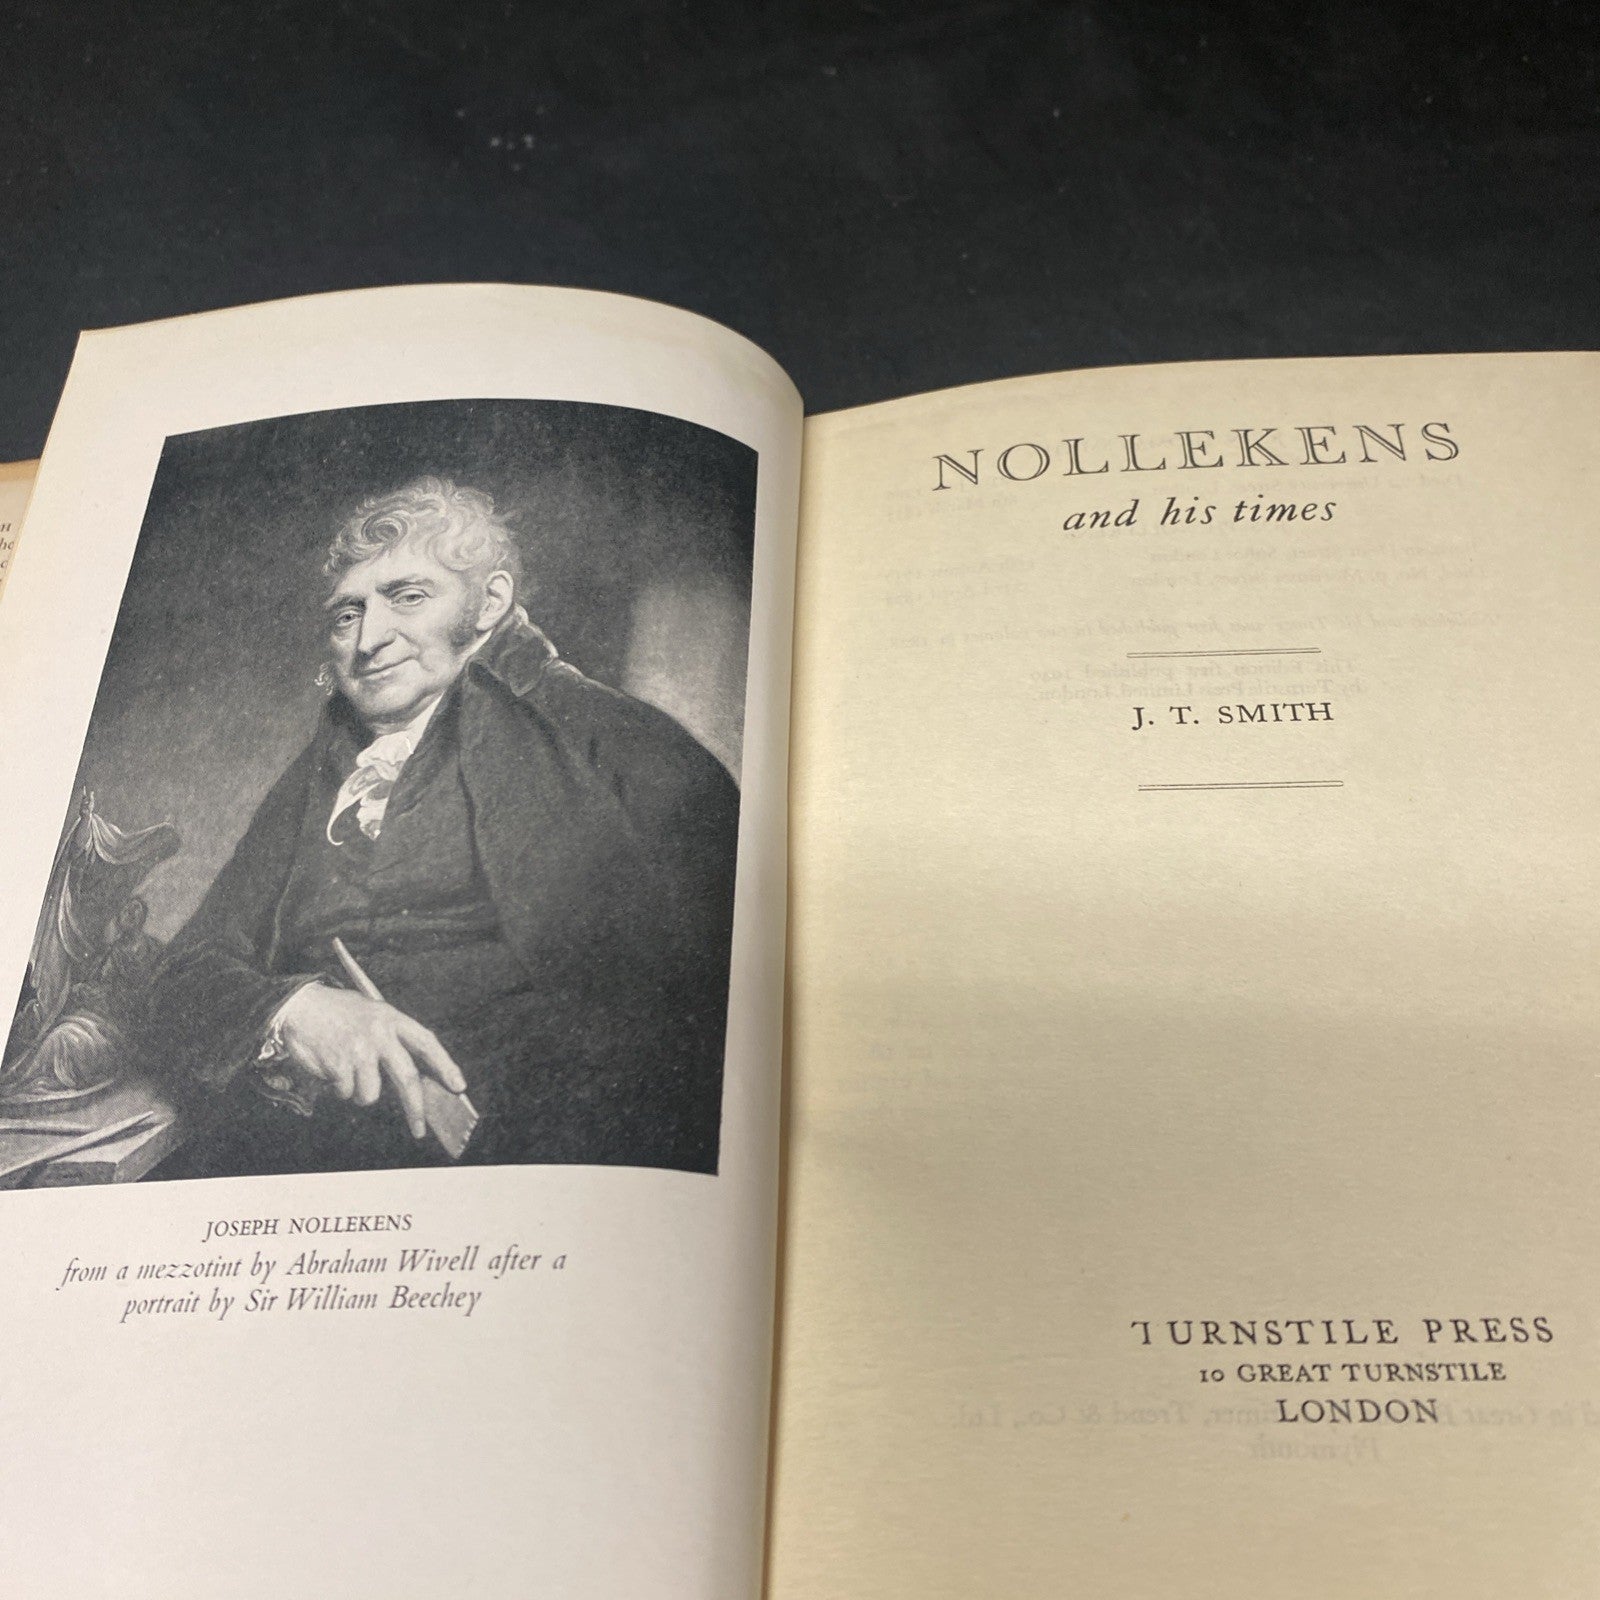 JOSEPH NOLLEKENS
from a mezzotint by Abraham Wivell after a
portrait by Sir William Beechey
NOLLEKENS
and his times
J. T. SMITH
TURNSTILE PRESS
10 GREAT TURNSTILE
LONDON